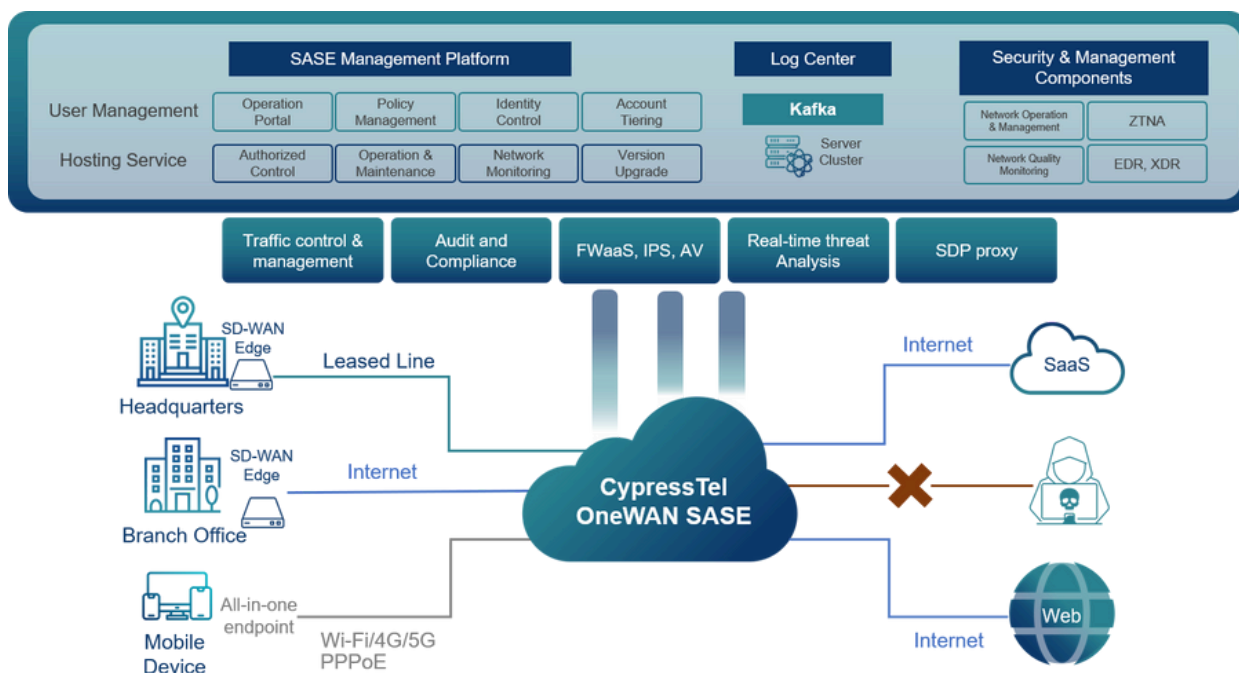 SASE Management Platform
Log Center
Security & Management
Components
User Management
Operation
Portal
Policy
Management
Identity
Control
Account
Tiering
Kafka
Network Operation
& Management
ZTNA
Hosting Service
Authorized
Control
Operation &
Maintenance
Network
Monitoring
Version
Upgrade
Server
Cluster
Network Quality
Monitoring
EDR, XDR
Traffic control &
management
Audit and
Compliance
FWaaS, IPS, AV
Real-time threat
Analysis
SDP proxy
SD-WAN
Edge
Headquarters
Leased Line
Internet
SaaS
SD-WAN
Edge
Branch Office
Internet
CypressTel
OneWAN SASE
All-in-one
endpoint
Mobile
Device
Wi-Fi/4G/5G
PPPoE
Internet
Web